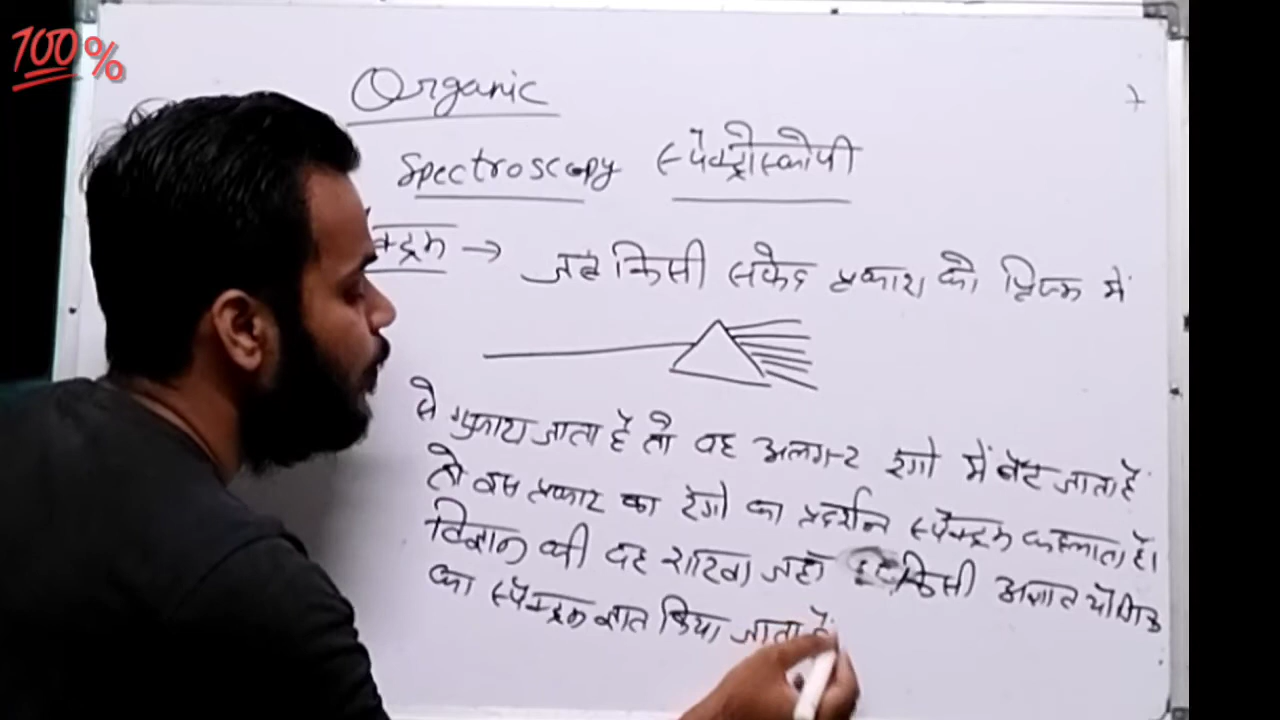 100%
Organic
Spectroscopy स्पेक्ट्रोस्कोपी
क्ट्रम → जब किसी सफेद प्रकाश को प्रिज्म में
से गुजारा जाता है तो वह अलग-2 रंगो में बँट जाता है
तो इस प्रकार का रंगो का प्रदर्शन स्पेक्ट्रम कहलाता है।
विज्ञान की वह शाखा जहाँ किसी अज्ञात यौगिक
का स्पेक्ट्रम ज्ञात किया जाता है